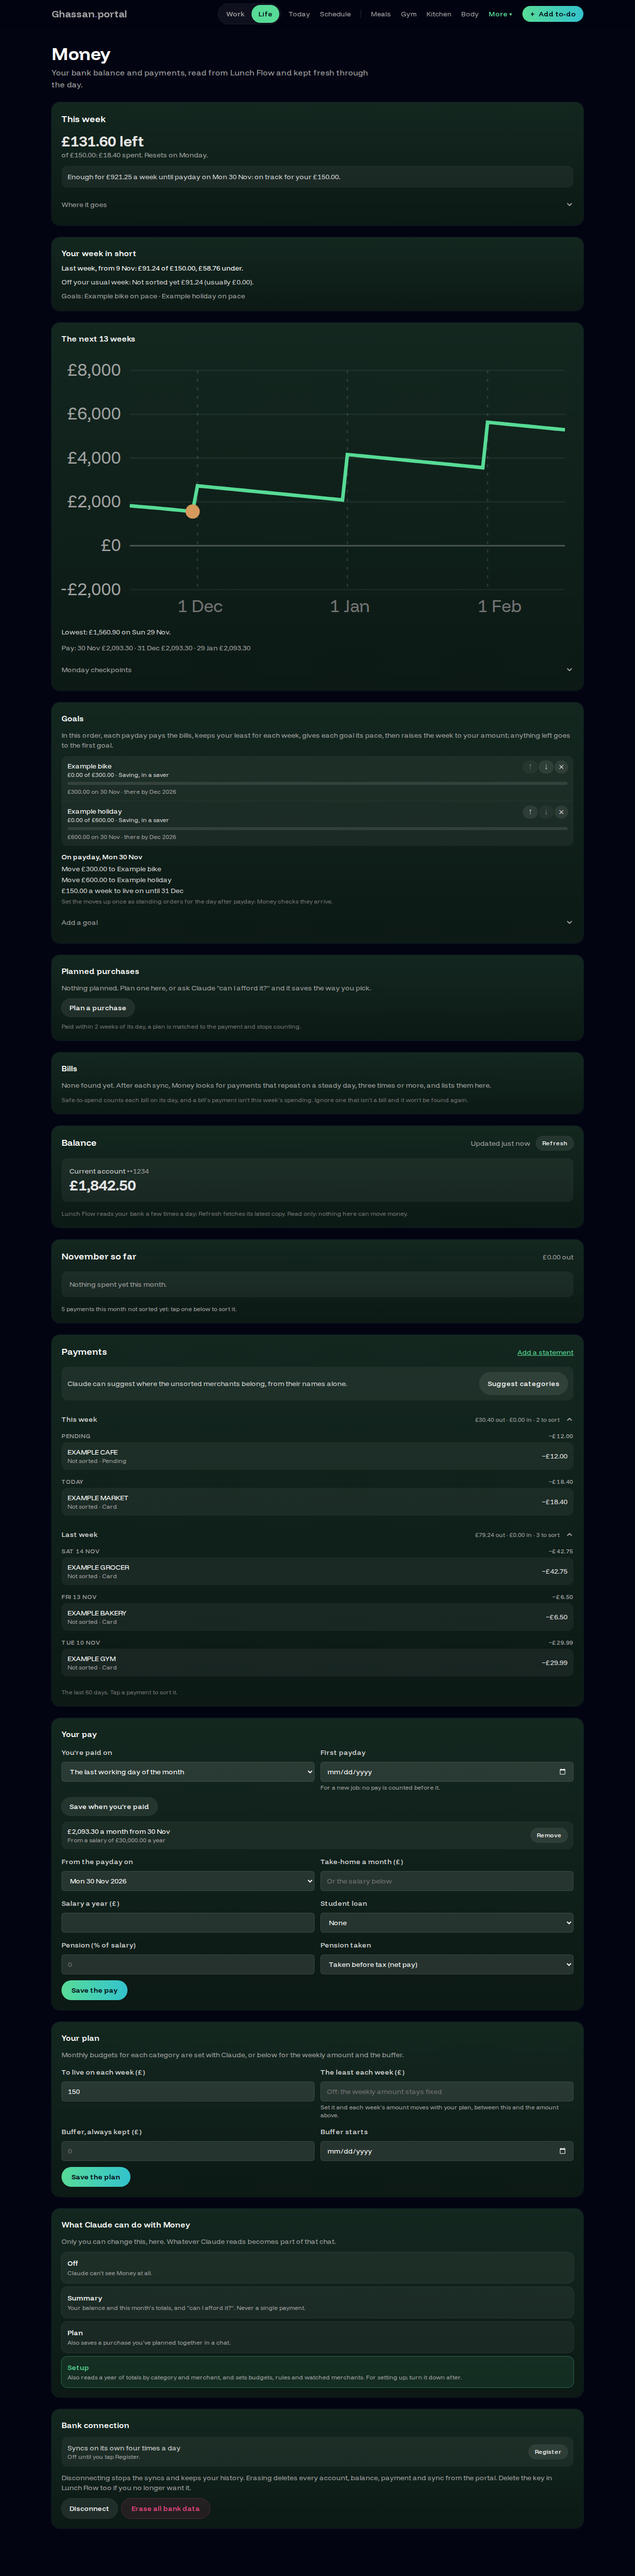 Ghassan.portal
Work
Life
Today
Schedule
Meals
Gym
Kitchen
Body
More ▾
+ Add to-do
Money
Your bank balance and payments, read from Lunch Flow and kept fresh through
the day.
This week
£131.60 left
of £150.00: £18.40 spent. Resets on Monday.
Enough for £921.25 a week until payday on Mon 30 Nov: on track for your £150.00.
Where it goes
Your week in short
Last week, from 9 Nov: £91.24 of £150.00, £58.76 under.
Off your usual week: Not sorted yet £91.24 (usually £0.00).
Goals: Example bike on pace · Example holiday on pace
The next 13 weeks
£8,000
£6,000
£4,000
£2,000
£0
-£2,000
1 Dec
1 Jan
1 Feb
Lowest: £1,560.90 on Sun 29 Nov.
Pay: 30 Nov £2,093.30 · 31 Dec £2,093.30 · 29 Jan £2,093.30
Monday checkpoints
Goals
In this order, each payday pays the bills, keeps your least for each week, gives each goal its pace, then raises the week to your amount; anything left goes
to the first goal.
Example bike
£0.00 of £300.00 · Saving, in a saver
£300.00 on 30 Nov · there by Dec 2026
Example holiday
£0.00 of £600.00 · Saving, in a saver
£600.00 on 30 Nov · there by Dec 2026
On payday, Mon 30 Nov
Move £300.00 to Example bike
Move £600.00 to Example holiday
£150.00 a week to live on until 31 Dec
Set the moves up once as standing orders for the day after payday: Money checks they arrive.
Add a goal
Planned purchases
Nothing planned. Plan one here, or ask Claude "can I afford it?" and it saves the way you pick.
Plan a purchase
Paid within 2 weeks of its day, a plan is matched to the payment and stops counting.
Bills
None found yet. After each sync, Money looks for payments that repeat on a steady day, three times or more, and lists them here.
Safe-to-spend counts each bill on its day, and a bill's payment isn't this week's spending. Ignore one that isn't a bill and it won't be found again.
Balance
Updated just now
Refresh
Current account ••1234
£1,842.50
Lunch Flow reads your bank a few times a day; Refresh fetches its latest copy. Read only: nothing here can move money.
November so far
£0.00 out
Nothing spent yet this month.
5 payments this month not sorted yet: tap one below to sort it.
Payments
Add a statement
Claude can suggest where the unsorted merchants belong, from their names alone.
Suggest categories
This week
£30.40 out · £0.00 in · 2 to sort
PENDING
−£12.00
EXAMPLE CAFE
Not sorted · Pending
−£12.00
TODAY
−£18.40
EXAMPLE MARKET
Not sorted · Card
−£18.40
Last week
£79.24 out · £0.00 in · 3 to sort
SAT 14 NOV
−£42.75
EXAMPLE GROCER
Not sorted · Card
−£42.75
FRI 13 NOV
−£6.50
EXAMPLE BAKERY
Not sorted · Card
−£6.50
TUE 10 NOV
−£29.99
EXAMPLE GYM
Not sorted · Card
−£29.99
The last 60 days. Tap a payment to sort it.
Your pay
You're paid on
First payday
The last working day of the month
mm/dd/yyyy
For a new job: no pay is counted before it.
Save when you're paid
£2,093.30 a month from 30 Nov
From a salary of £30,000.00 a year
Remove
From the payday on
Take-home a month (£)
Mon 30 Nov 2026
Or the salary below
Salary a year (£)
Student loan
None
Pension (% of salary)
Pension taken
0
Taken before tax (net pay)
Save the pay
Your plan
Monthly budgets for each category are set with Claude, or below for the weekly amount and the buffer.
To live on each week (£)
The least each week (£)
150
Off: the weekly amount stays fixed
Set it and each week's amount moves with your plan, between this and the amount
above.
Buffer, always kept (£)
Buffer starts
0
mm/dd/yyyy
Save the plan
What Claude can do with Money
Only you can change this, here. Whatever Claude reads becomes part of that chat.
Off
Claude can't see Money at all.
Summary
Your balance and this month's totals, and "can I afford it?". Never a single payment.
Plan
Also saves a purchase you've planned together in a chat.
Setup
Also reads a year of totals by category and merchant, and sets budgets, rules and watched merchants. For setting up; turn it down after.
Bank connection
Syncs on its own four times a day
Off until you tap Register.
Register
Disconnecting stops the syncs and keeps your history. Erasing deletes every account, balance, payment and sync from the portal. Delete the key in
Lunch Flow too if you no longer want it.
Disconnect
Erase all bank data